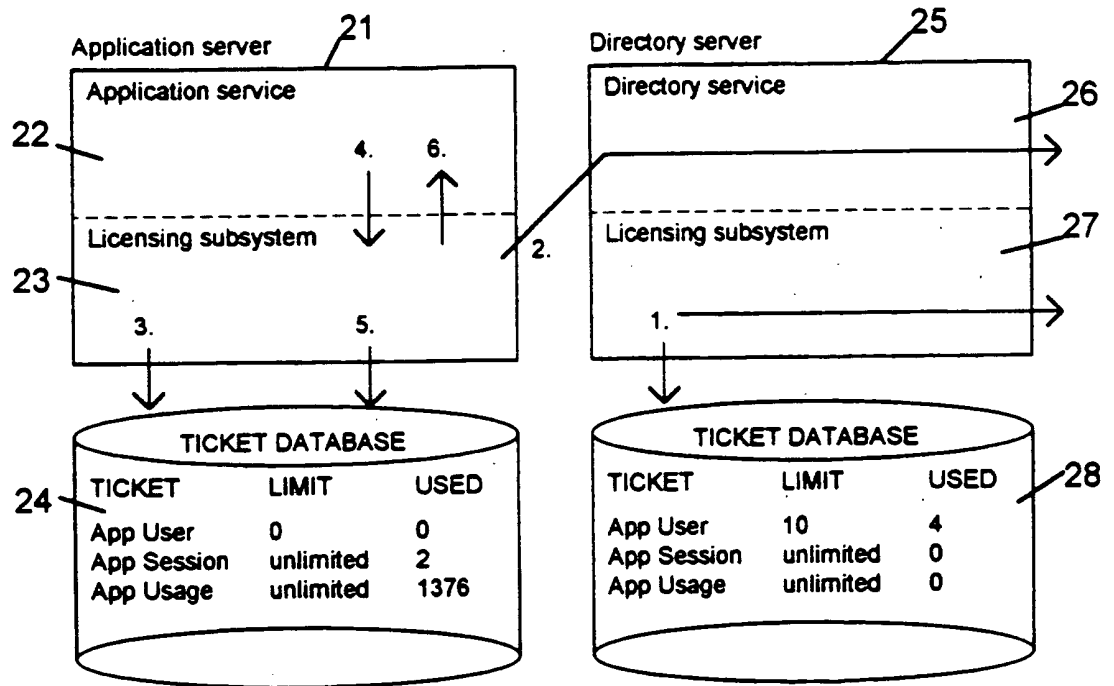 21
25
Application server
Directory server
Application service
Directory service
26
22
4.
6.
Licensing subsystem
Licensing subsystem
27
2.
23
3.
5.
1.
TICKET DATABASE
TICKET DATABASE
24
TICKET LIMIT USED
App User 0 0
App Session unlimited 2
App Usage unlimited 1376
TICKET LIMIT USED
28
App User 10 4
App Session unlimited 0
App Usage unlimited 0